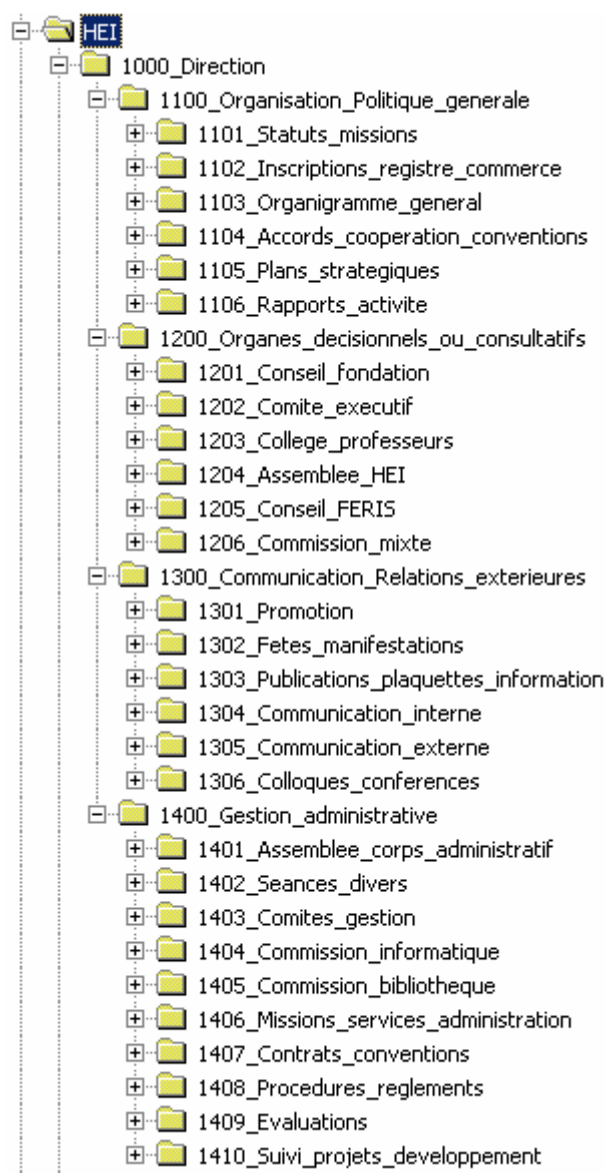 HEI
1000_Direction
1100_Organisation_Politique_generale
1101_Statuts_missions
1102_Inscriptions_registre_commerce
1103_Organigramme_general
1104_Accords_cooperation_conventions
1105_Plans_strategiques
1106_Rapports_activite
1200_Organes_decisionnels_ou_consultatifs
1201_Conseil_fondation
1202_Comite_executif
1203_College_professeurs
1204_Assemblee_HEI
1205_Conseil_FERIS
1206_Commission_mixte
1300_Communication_Relations_exterieures
1301_Promotion
1302_Fetes_manifestations
1303_Publications_plaquettes_information
1304_Communication_interne
1305_Communication_externe
1306_Colloques_conferences
1400_Gestion_administrative
1401_Assemblee_corps_administratif
1402_Seances_divers
1403_Comites_gestion
1404_Commission_informatique
1405_Commission_bibliotheque
1406_Missions_services_administration
1407_Contrats_conventions
1408_Procedures_reglements
1409_Evaluations
1410_Suivi_projets_developpement